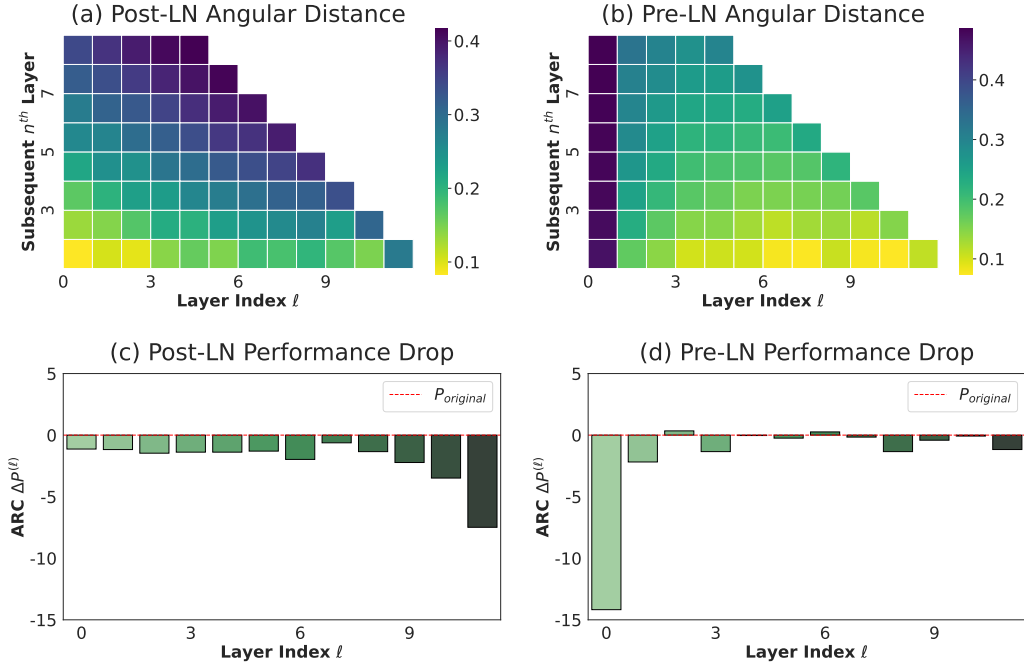 (a) Post-LN Angular Distance
Subsequent nᵗʰ Layer
7
5
3
0 3 6 9
Layer Index ℓ
0.4
0.3
0.2
0.1
(b) Pre-LN Angular Distance
Subsequent nᵗʰ Layer
7
5
3
0 3 6 9
Layer Index ℓ
0.4
0.3
0.2
0.1
(c) Post-LN Performance Drop
ARC ΔP⁽ℓ⁾
5
0
-5
-10
-15
P_original
0 3 6 9
Layer Index ℓ
(d) Pre-LN Performance Drop
ARC ΔP⁽ℓ⁾
5
0
-5
-10
-15
P_original
0 3 6 9
Layer Index ℓ